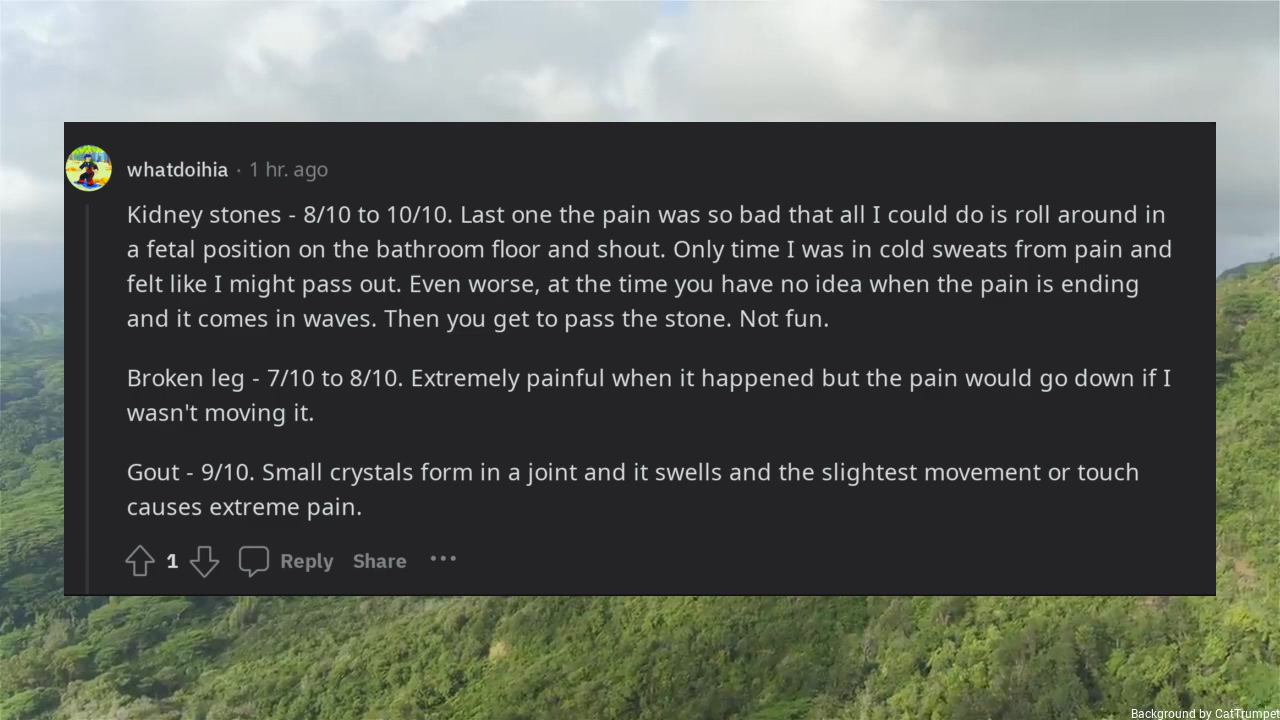 whatdoihia · 1 hr. ago
Kidney stones - 8/10 to 10/10. Last one the pain was so bad that all I could do is roll around in
a fetal position on the bathroom floor and shout. Only time I was in cold sweats from pain and
felt like I might pass out. Even worse, at the time you have no idea when the pain is ending
and it comes in waves. Then you get to pass the stone. Not fun.
Broken leg - 7/10 to 8/10. Extremely painful when it happened but the pain would go down if I
wasn't moving it.
Gout - 9/10. Small crystals form in a joint and it swells and the slightest movement or touch
causes extreme pain.
1 Reply Share ···
Background by CatTrumpet